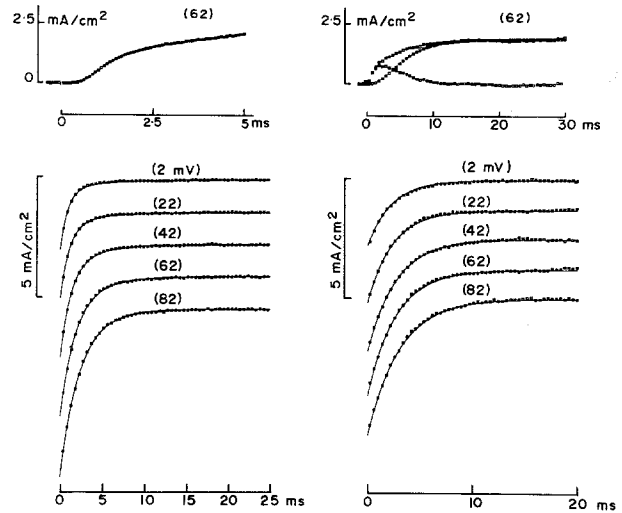 2·5 mA/cm2 (62)
0
0 2·5 5 ms
2·5 mA/cm2 (62)
0 10 20 30 ms
(2 mV)
(22)
(42)
(62)
(82)
5 mA/cm2
0 5 10 15 20 25 ms
(2 mV)
(22)
(42)
(62)
(82)
5 mA/cm2
0 10 20 ms